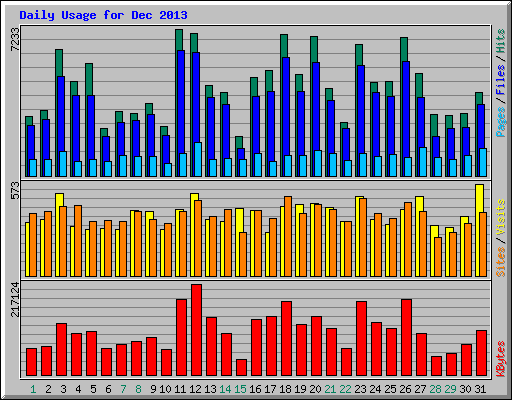 Daily Usage for Dec 2013
7233
Pages / Files / Hits
573
Sites / Visits
217124
KBytes
1 2 3 4 5 6 7 8 9 10 11 12 13 14 15 16 17 18 19 20 21 22 23 24 25 26 27 28 29 30 31